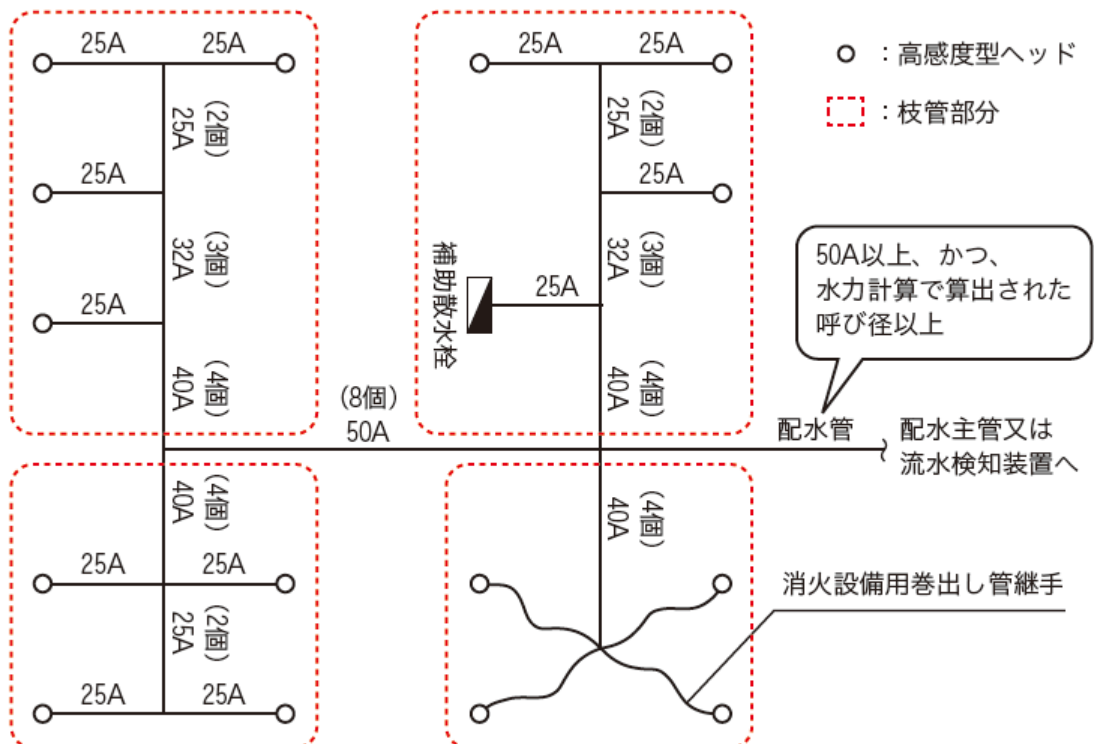 25A
25A
25A
25A
○：高感度型ヘッド
：枝管部分
(2個)
25A
(2個)
25A
25A
25A
(3個)
32A
(3個)
32A
補助散水栓
25A
25A
50A以上、かつ、
水力計算で算出された
呼び径以上
(4個)
40A
(4個)
40A
(8個)
50A
配水管
配水主管又は
流水検知装置へ
(4個)
40A
(4個)
40A
25A
25A
消火設備用巻出し管継手
(2個)
25A
25A
25A